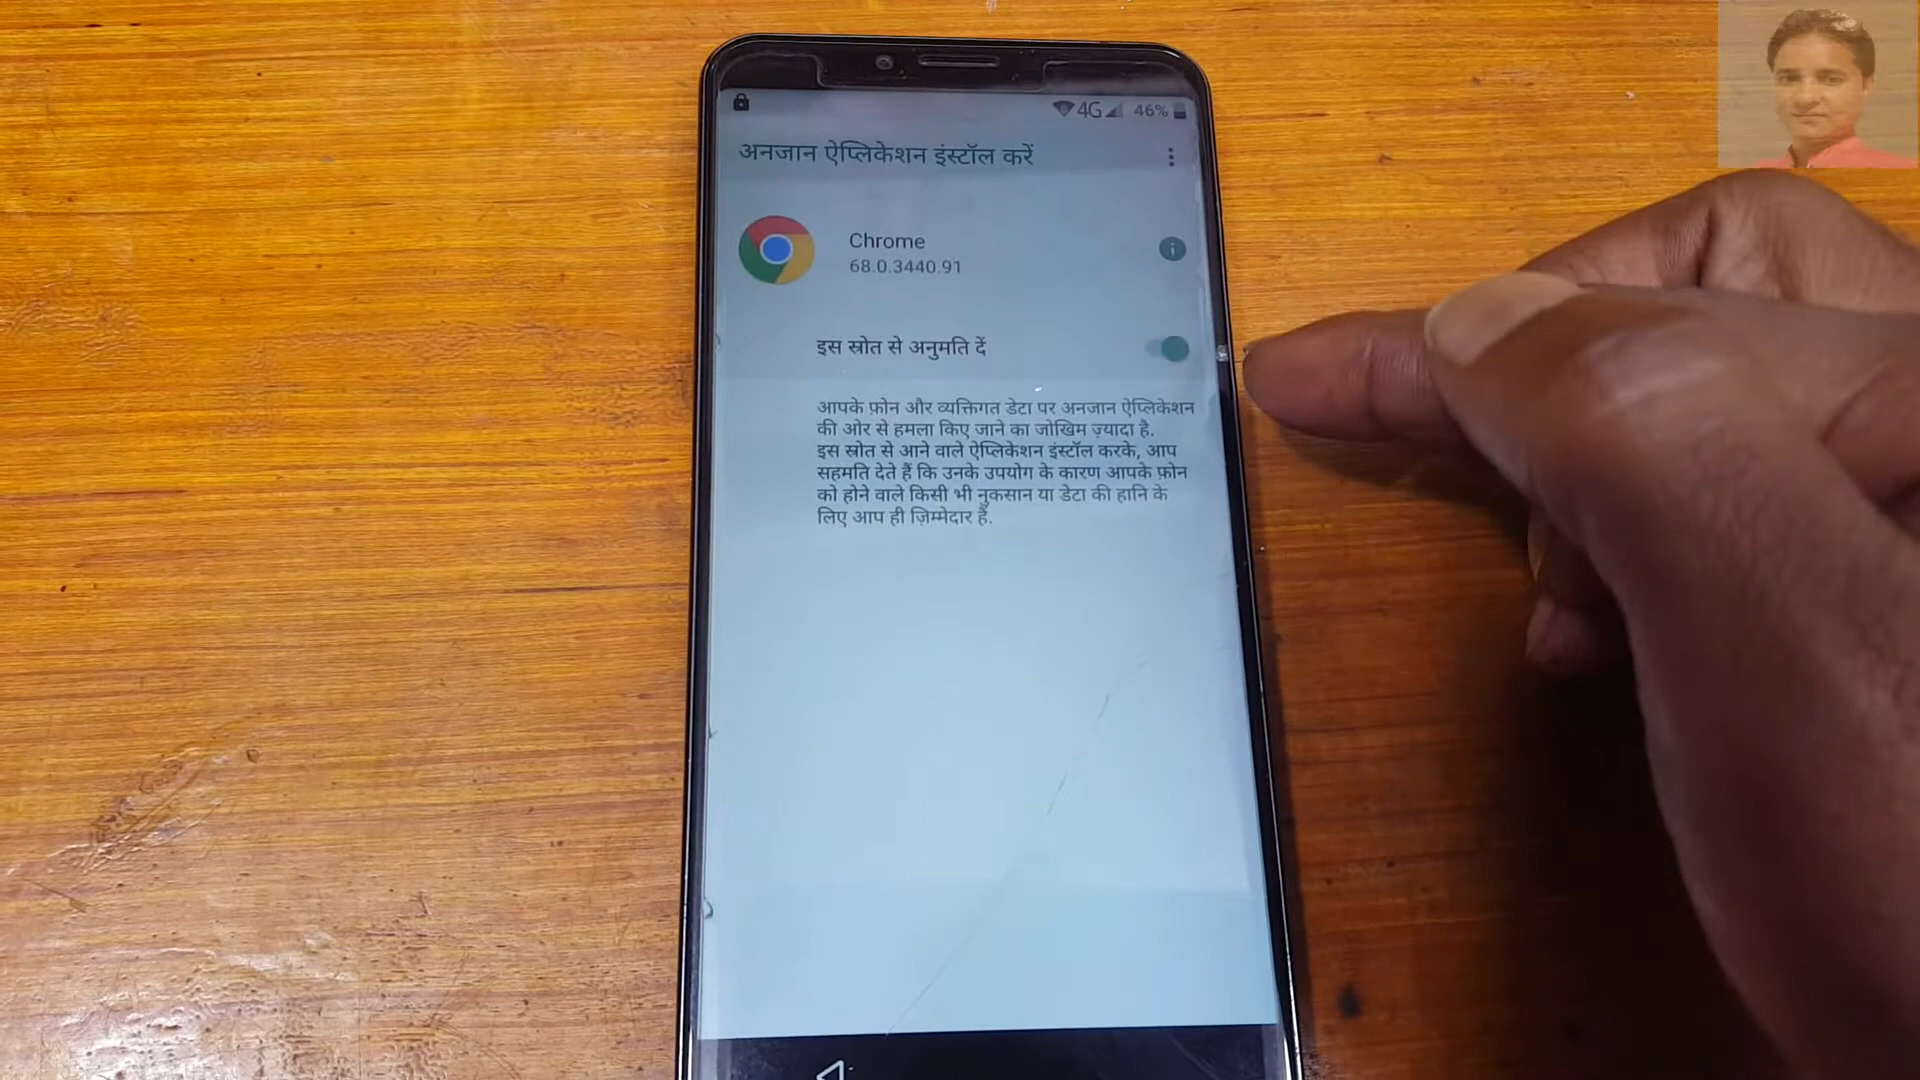 4G 46%
अनजान ऐप्लिकेशन इंस्टॉल करें
Chrome
68.0.3440.91
इस स्रोत से अनुमति दें
आपके फ़ोन और व्यक्तिगत डेटा पर अनजान ऐप्लिकेशन
की ओर से हमला किए जाने का जोखिम ज़्यादा है.
इस स्रोत से आने वाले ऐप्लिकेशन इंस्टॉल करके, आप
सहमति देते हैं कि उनके उपयोग के कारण आपके फ़ोन
को होने वाले किसी भी नुकसान या डेटा की हानि के
लिए आप ही ज़िम्मेदार हैं.